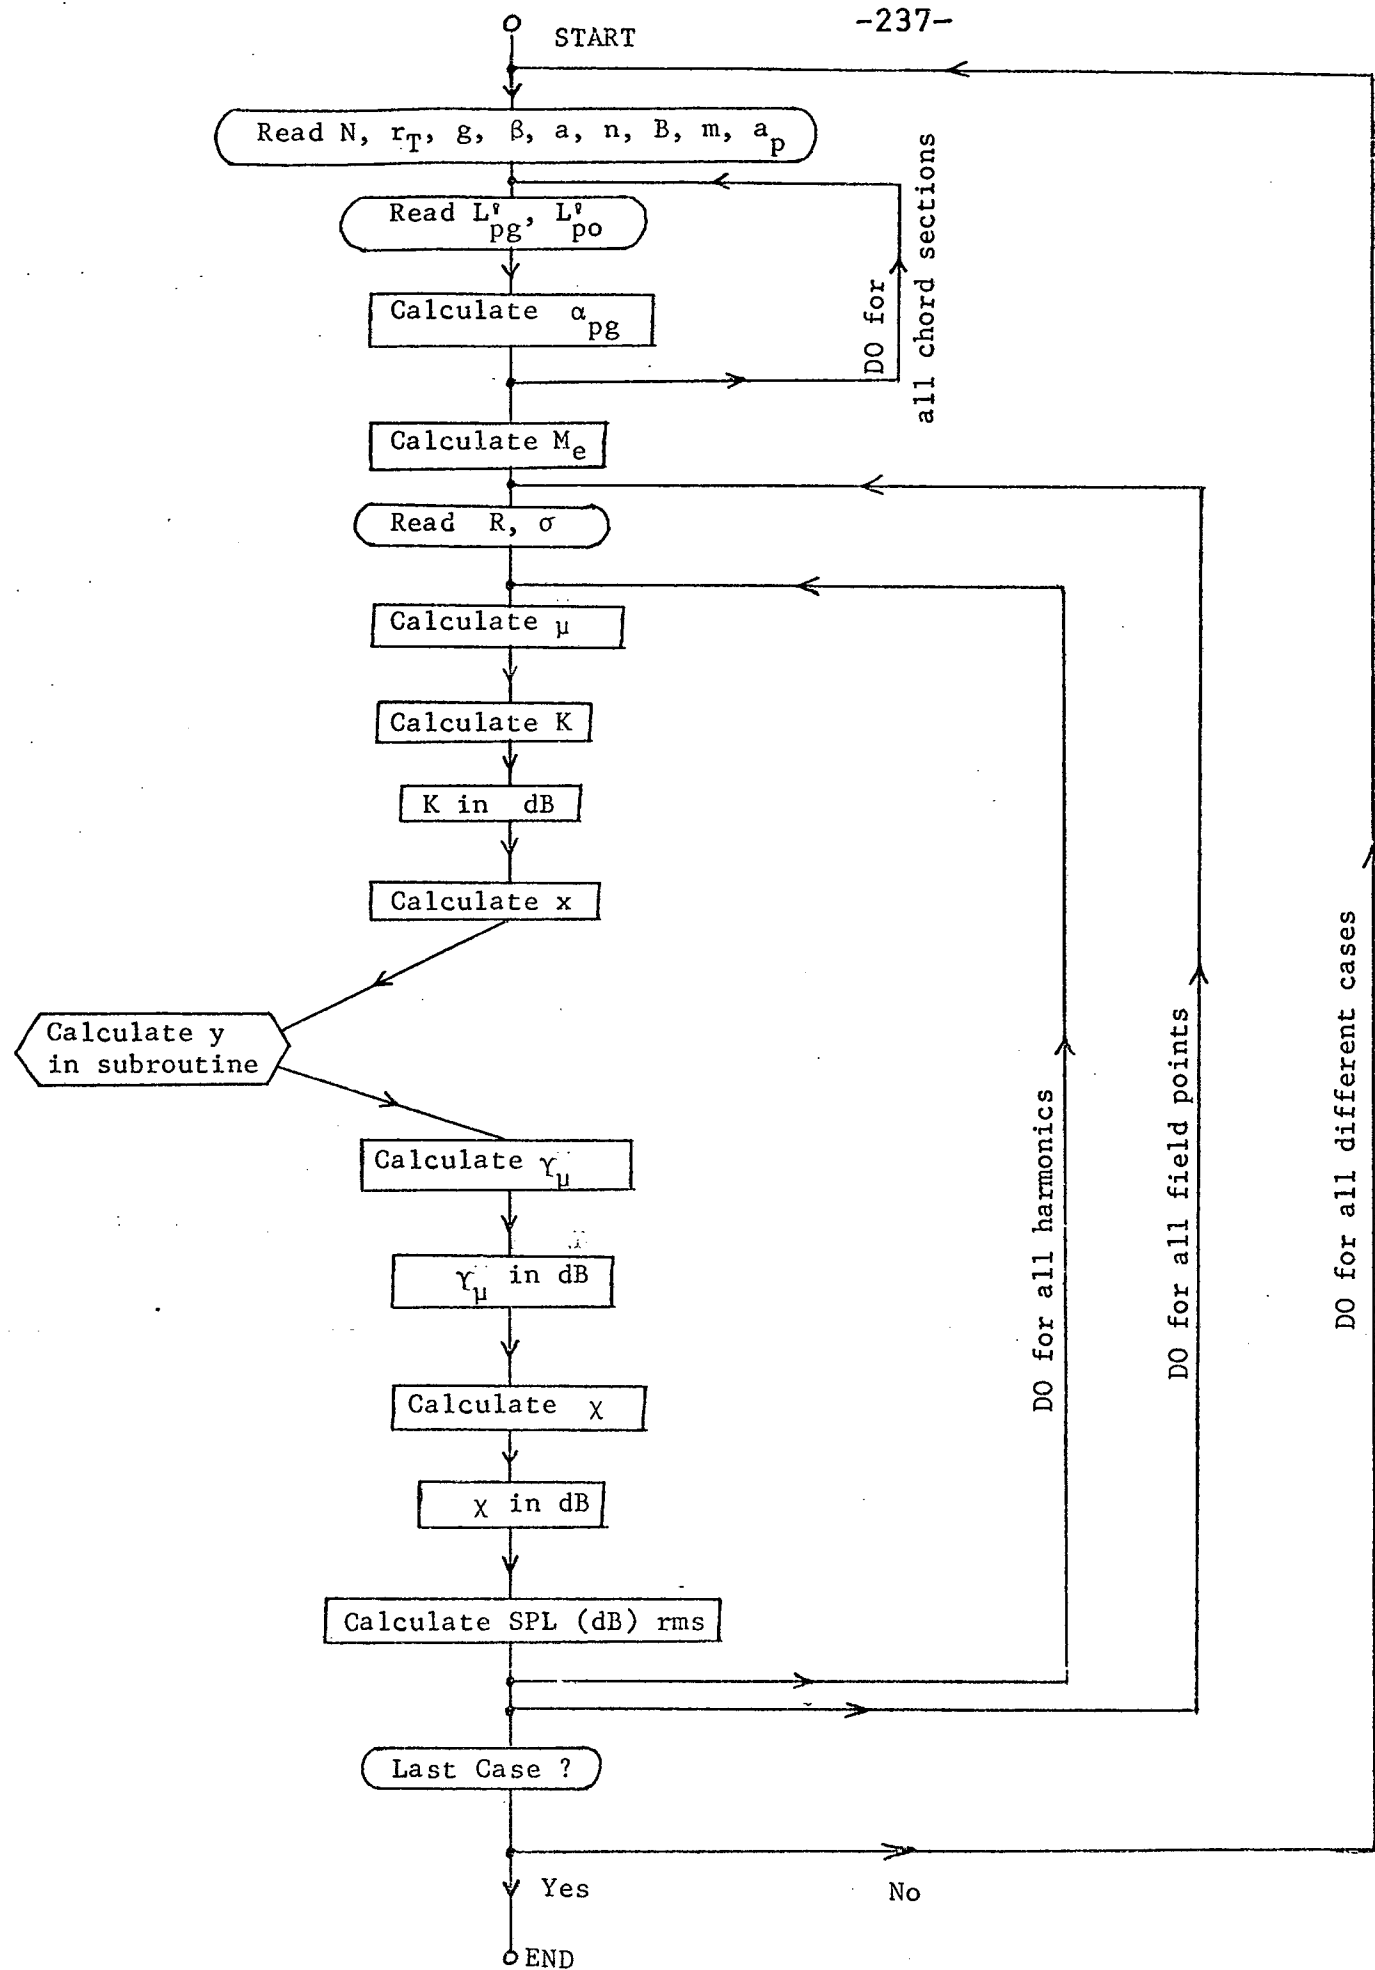 -237-
START
Read N, r_T, g, β, a, n, B, m, a_p
Read L'_pg, L'_po
Calculate α_pg
DO for
all chord sections
Calculate M_e
Read R, σ
Calculate μ
Calculate K
K in dB
Calculate x
Calculate y
in subroutine
Calculate γ_μ
γ_μ in dB
Calculate χ
χ in dB
Calculate SPL (dB) rms
DO for all harmonics
DO for all field points
DO for all different cases
Last Case ?
Yes
No
END